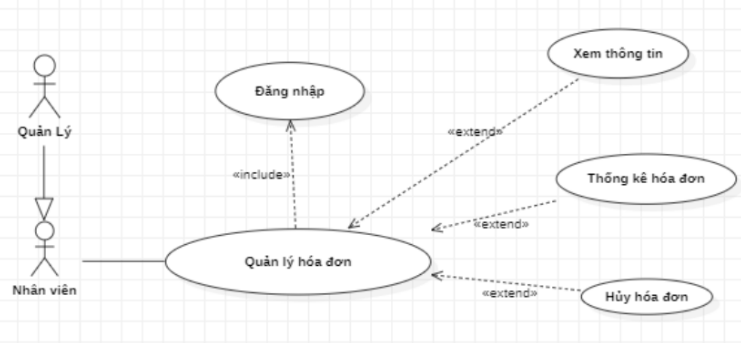 Xem thông tin
Đăng nhập
Quản Lý
«extend»
«include»
Thống kê hóa đơn
«extend»
Quản lý hóa đơn
Nhân viên
«extend»
Hủy hóa đơn